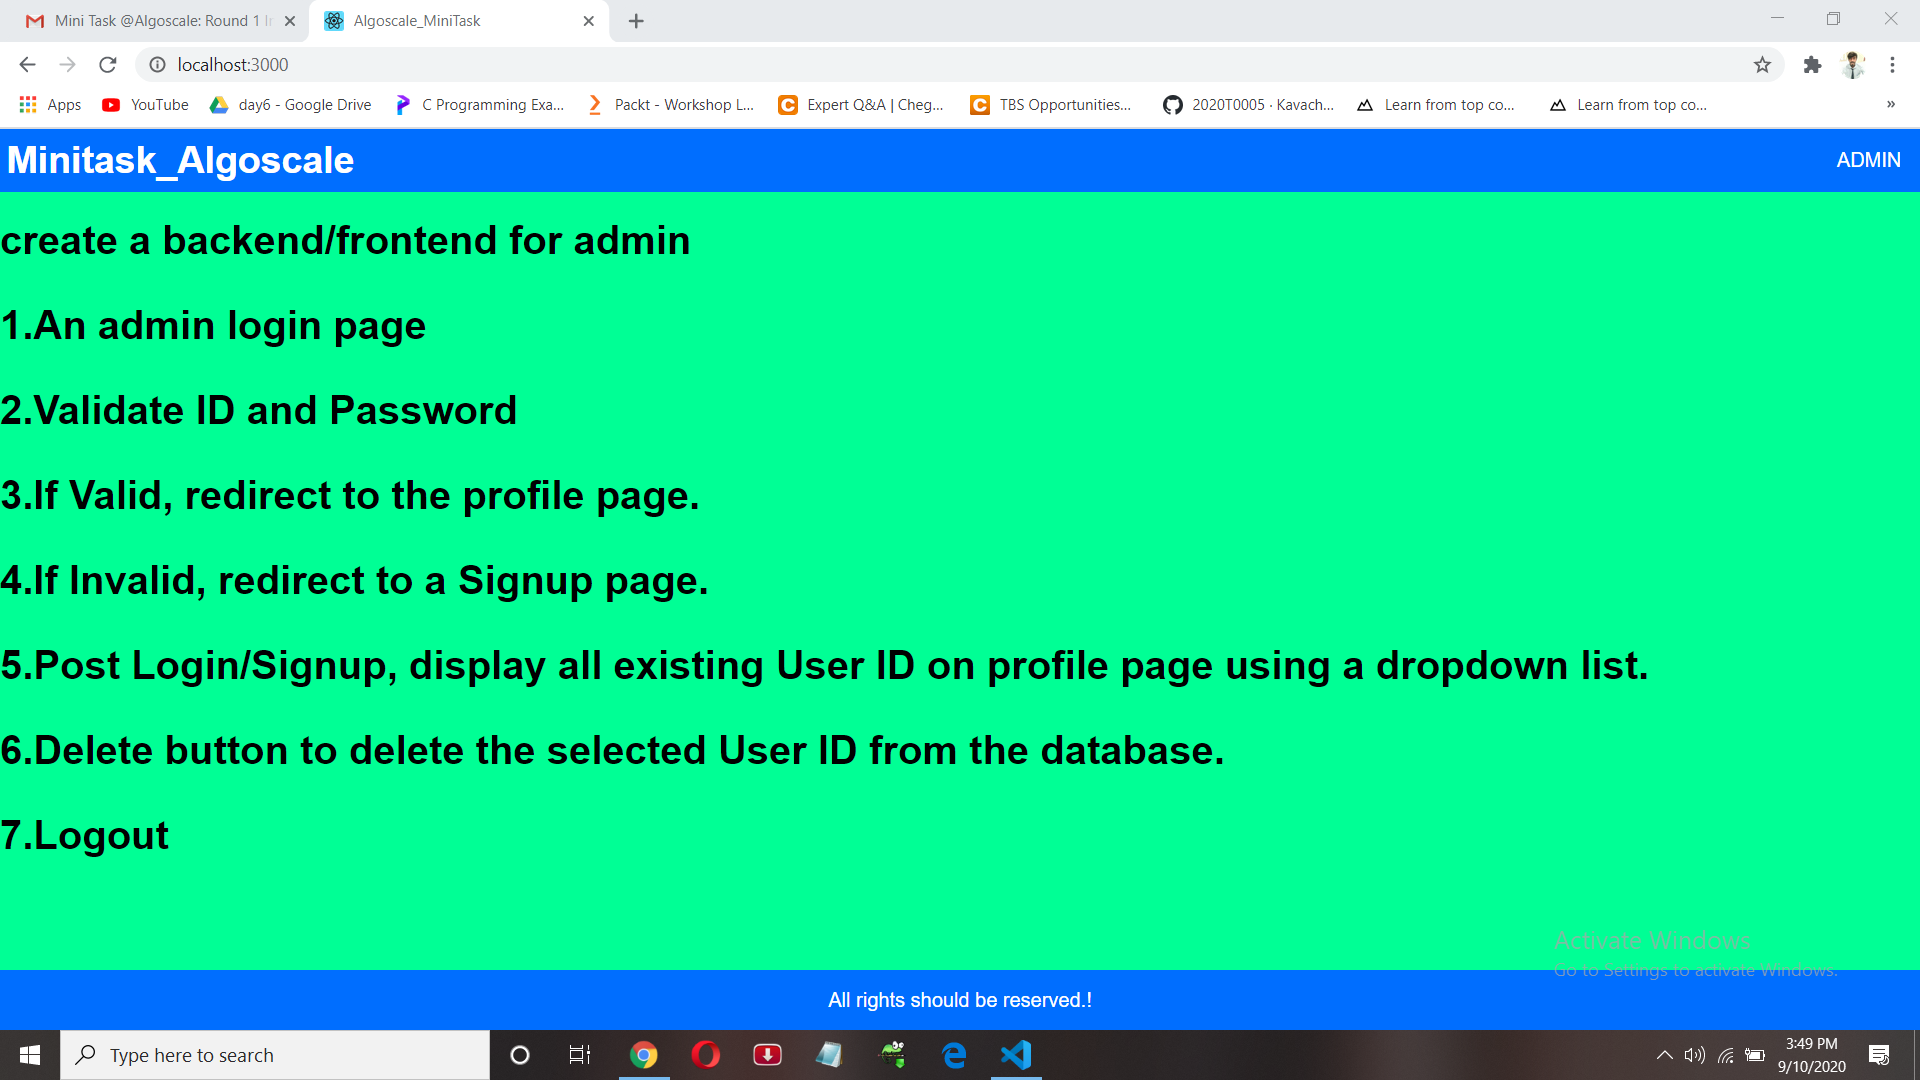 Mini Task @Algoscale: Round 1 In
Algoscale_MiniTask
localhost:3000
Apps
YouTube
day6 - Google Drive
C Programming Exa...
Packt - Workshop L...
Expert Q&A | Cheg...
TBS Opportunities...
2020T0005 · Kavach...
Learn from top co...
Learn from top co...
»
Minitask_Algoscale
ADMIN
create a backend/frontend for admin
1.An admin login page
2.Validate ID and Password
3.If Valid, redirect to the profile page.
4.If Invalid, redirect to a Signup page.
5.Post Login/Signup, display all existing User ID on profile page using a dropdown list.
6.Delete button to delete the selected User ID from the database.
7.Logout
Activate Windows
Go to Settings to activate Windows.
All rights should be reserved.!
Type here to search
3:49 PM
9/10/2020